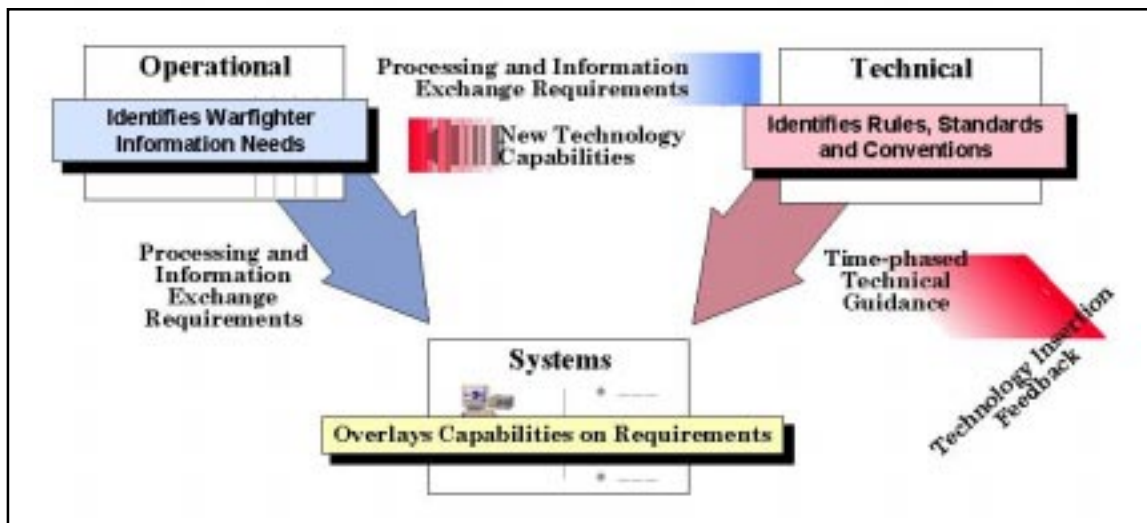 Operational
Identifies Warfighter
Information Needs
Processing and Information
Exchange Requirements
New Technology
Capabilities
Technical
Identifies Rules, Standards
and Conventions
Processing and
Information
Exchange
Requirements
Time-phased
Technical
Guidance
Technology Insertion
Feedback
Systems
Overlays Capabilities on Requirements